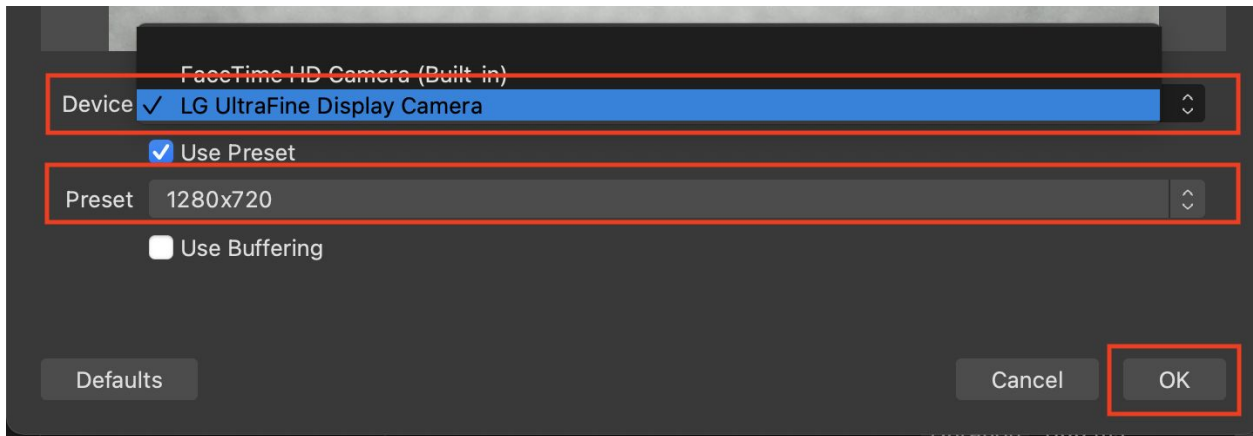 FaceTime HD Camera (Built-in)
Device ✓ LG UltraFine Display Camera
Use Preset
Preset 1280x720
Use Buffering
Defaults Cancel OK